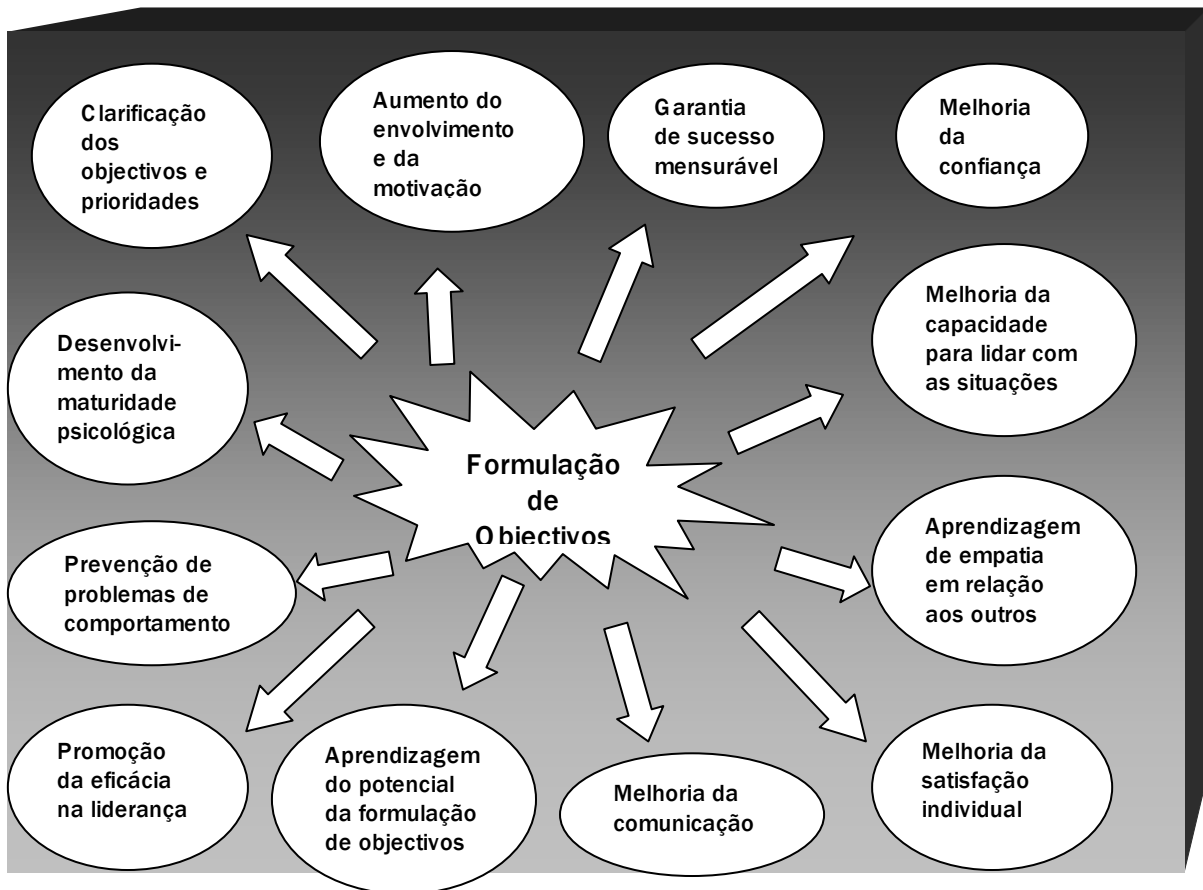 Clarificação
dos
objectivos e
prioridades
Aumento do
envolvimento
e da
motivação
Garantia
de sucesso
mensurável
Melhoria
da
confiança
Desenvolvi-
mento da
maturidade
psicológica
Melhoria da
capacidade
para lidar com
as situações
Formulação
de
Objectivos
Prevenção de
problemas de
comportamento
Aprendizagem
de empatia
em relação
aos outros
Promoção
da eficácia
na liderança
Aprendizagem
do potencial
da formulação
de objectivos
Melhoria da
comunicação
Melhoria da
satisfação
individual